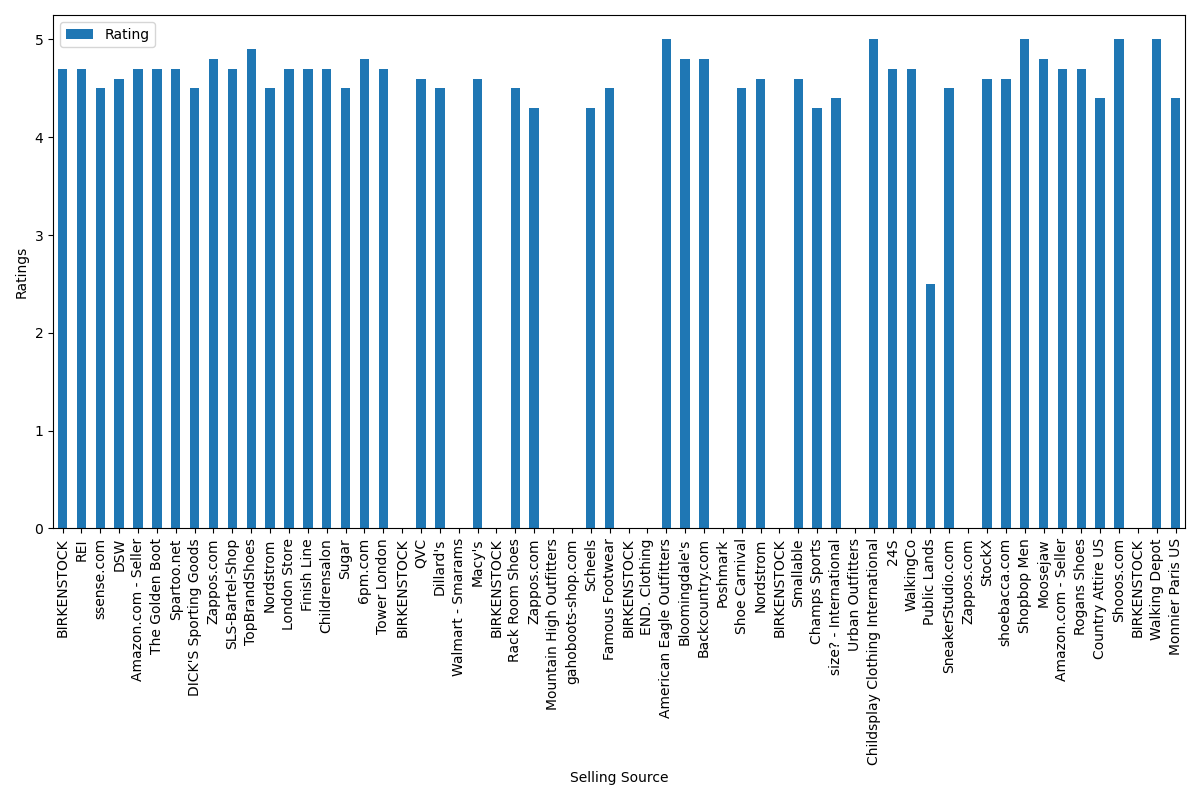 Rating
5
4
3
2
1
0
Ratings
BIRKENSTOCK
REI
ssense.com
DSW
Amazon.com - Seller
The Golden Boot
Spartoo.net
DICK'S Sporting Goods
Zappos.com
SLS-Bartel-Shop
TopBrandShoes
Nordstrom
London Store
Finish Line
Childrensalon
Sugar
6pm.com
Tower London
BIRKENSTOCK
QVC
Dillard's
Walmart - Smarams
Macy's
BIRKENSTOCK
Rack Room Shoes
Zappos.com
Mountain High Outfitters
gahoboots-shop.com
Scheels
Famous Footwear
BIRKENSTOCK
END. Clothing
American Eagle Outfitters
Bloomingdale's
Backcountry.com
Poshmark
Shoe Carnival
Nordstrom
BIRKENSTOCK
Smallable
Champs Sports
size? - International
Urban Outfitters
Childsplay Clothing International
24S
WalkingCo
Public Lands
SneakerStudio.com
Zappos.com
StockX
shoebacca.com
Shopbop Men
Moosejaw
Amazon.com - Seller
Rogans Shoes
Country Attire US
Shooos.com
BIRKENSTOCK
Walking Depot
Monnier Paris US
Selling Source